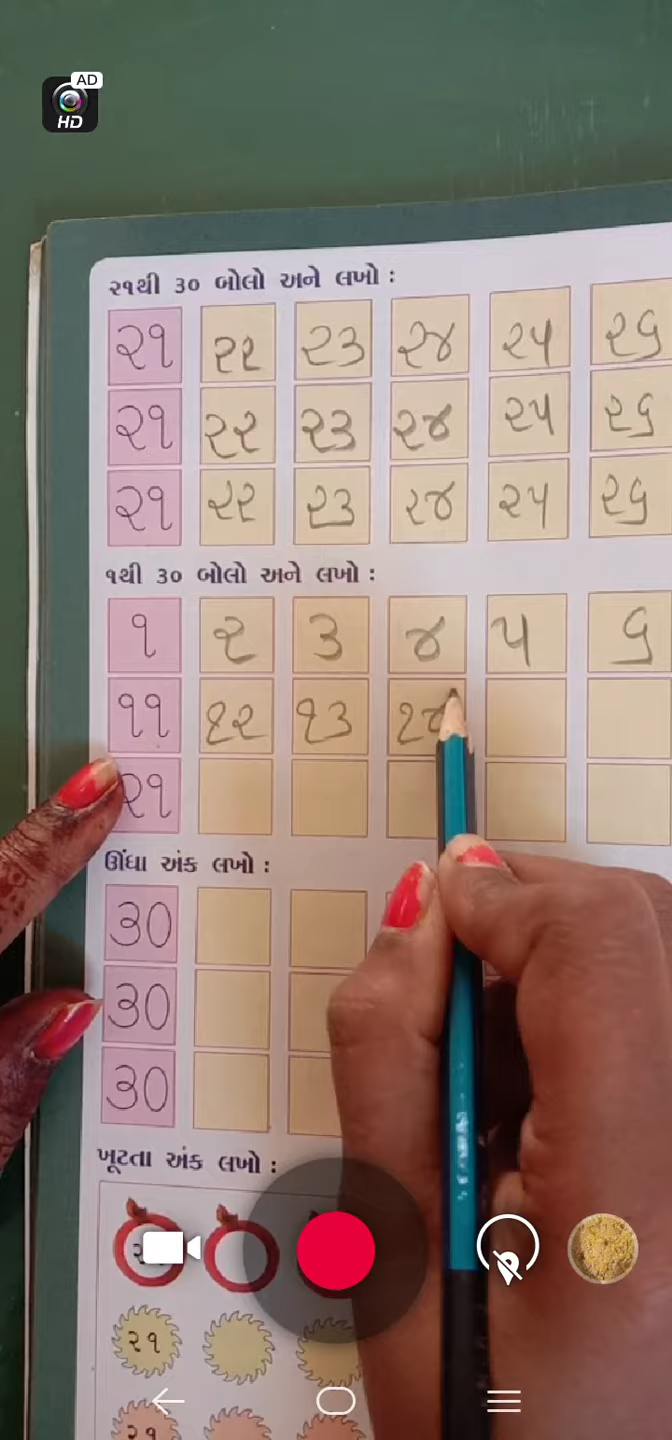 AD
HD
૨૧થી ૩૦ બોલો અને લખો :
૨૧ ૨૨ ૨૩ ૨૪ ૨૫ ૨૬
૨૧ ૨૨ ૨૩ ૨૪ ૨૫ ૨૬
૨૧ ૨૨ ૨૩ ૨૪ ૨૫ ૨૬
૧થી ૩૦ બોલો અને લખો :
૧ ૨ ૩ ૪ ૫ ૬
૧૧ ૧૨ ૧૩ ૧૪
૨૧
ઊંધા અંક લખો :
૩૦
૩૦
૩૦
ખૂટતા અંક લખો :
૨૧
૨૧